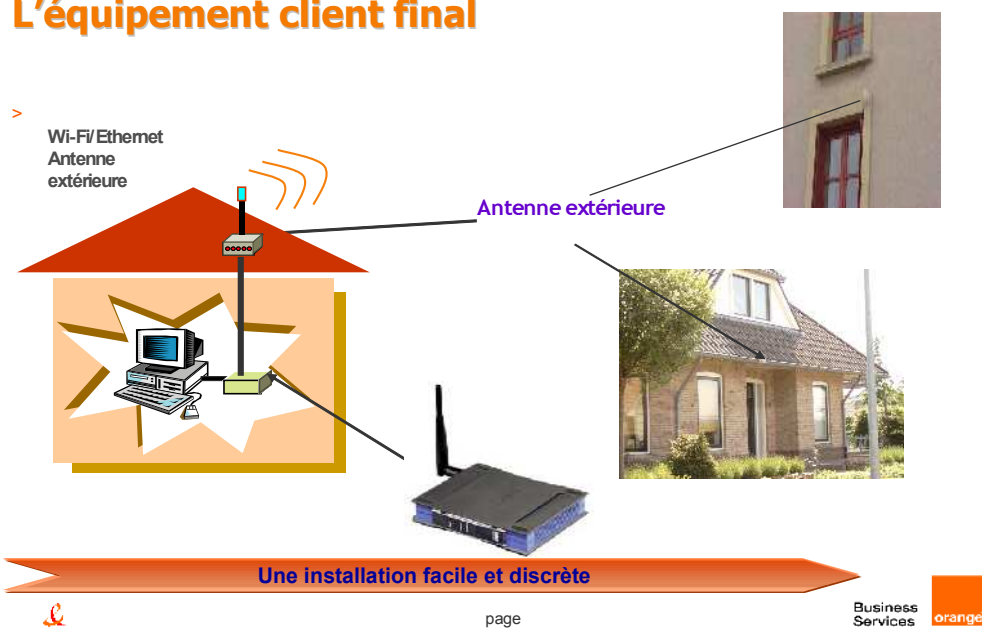 L'équipement client final
>
Wi-Fi/Ethernet
Antenne
extérieure
Antenne extérieure
Une installation facile et discrète
page
Business
Services
orange